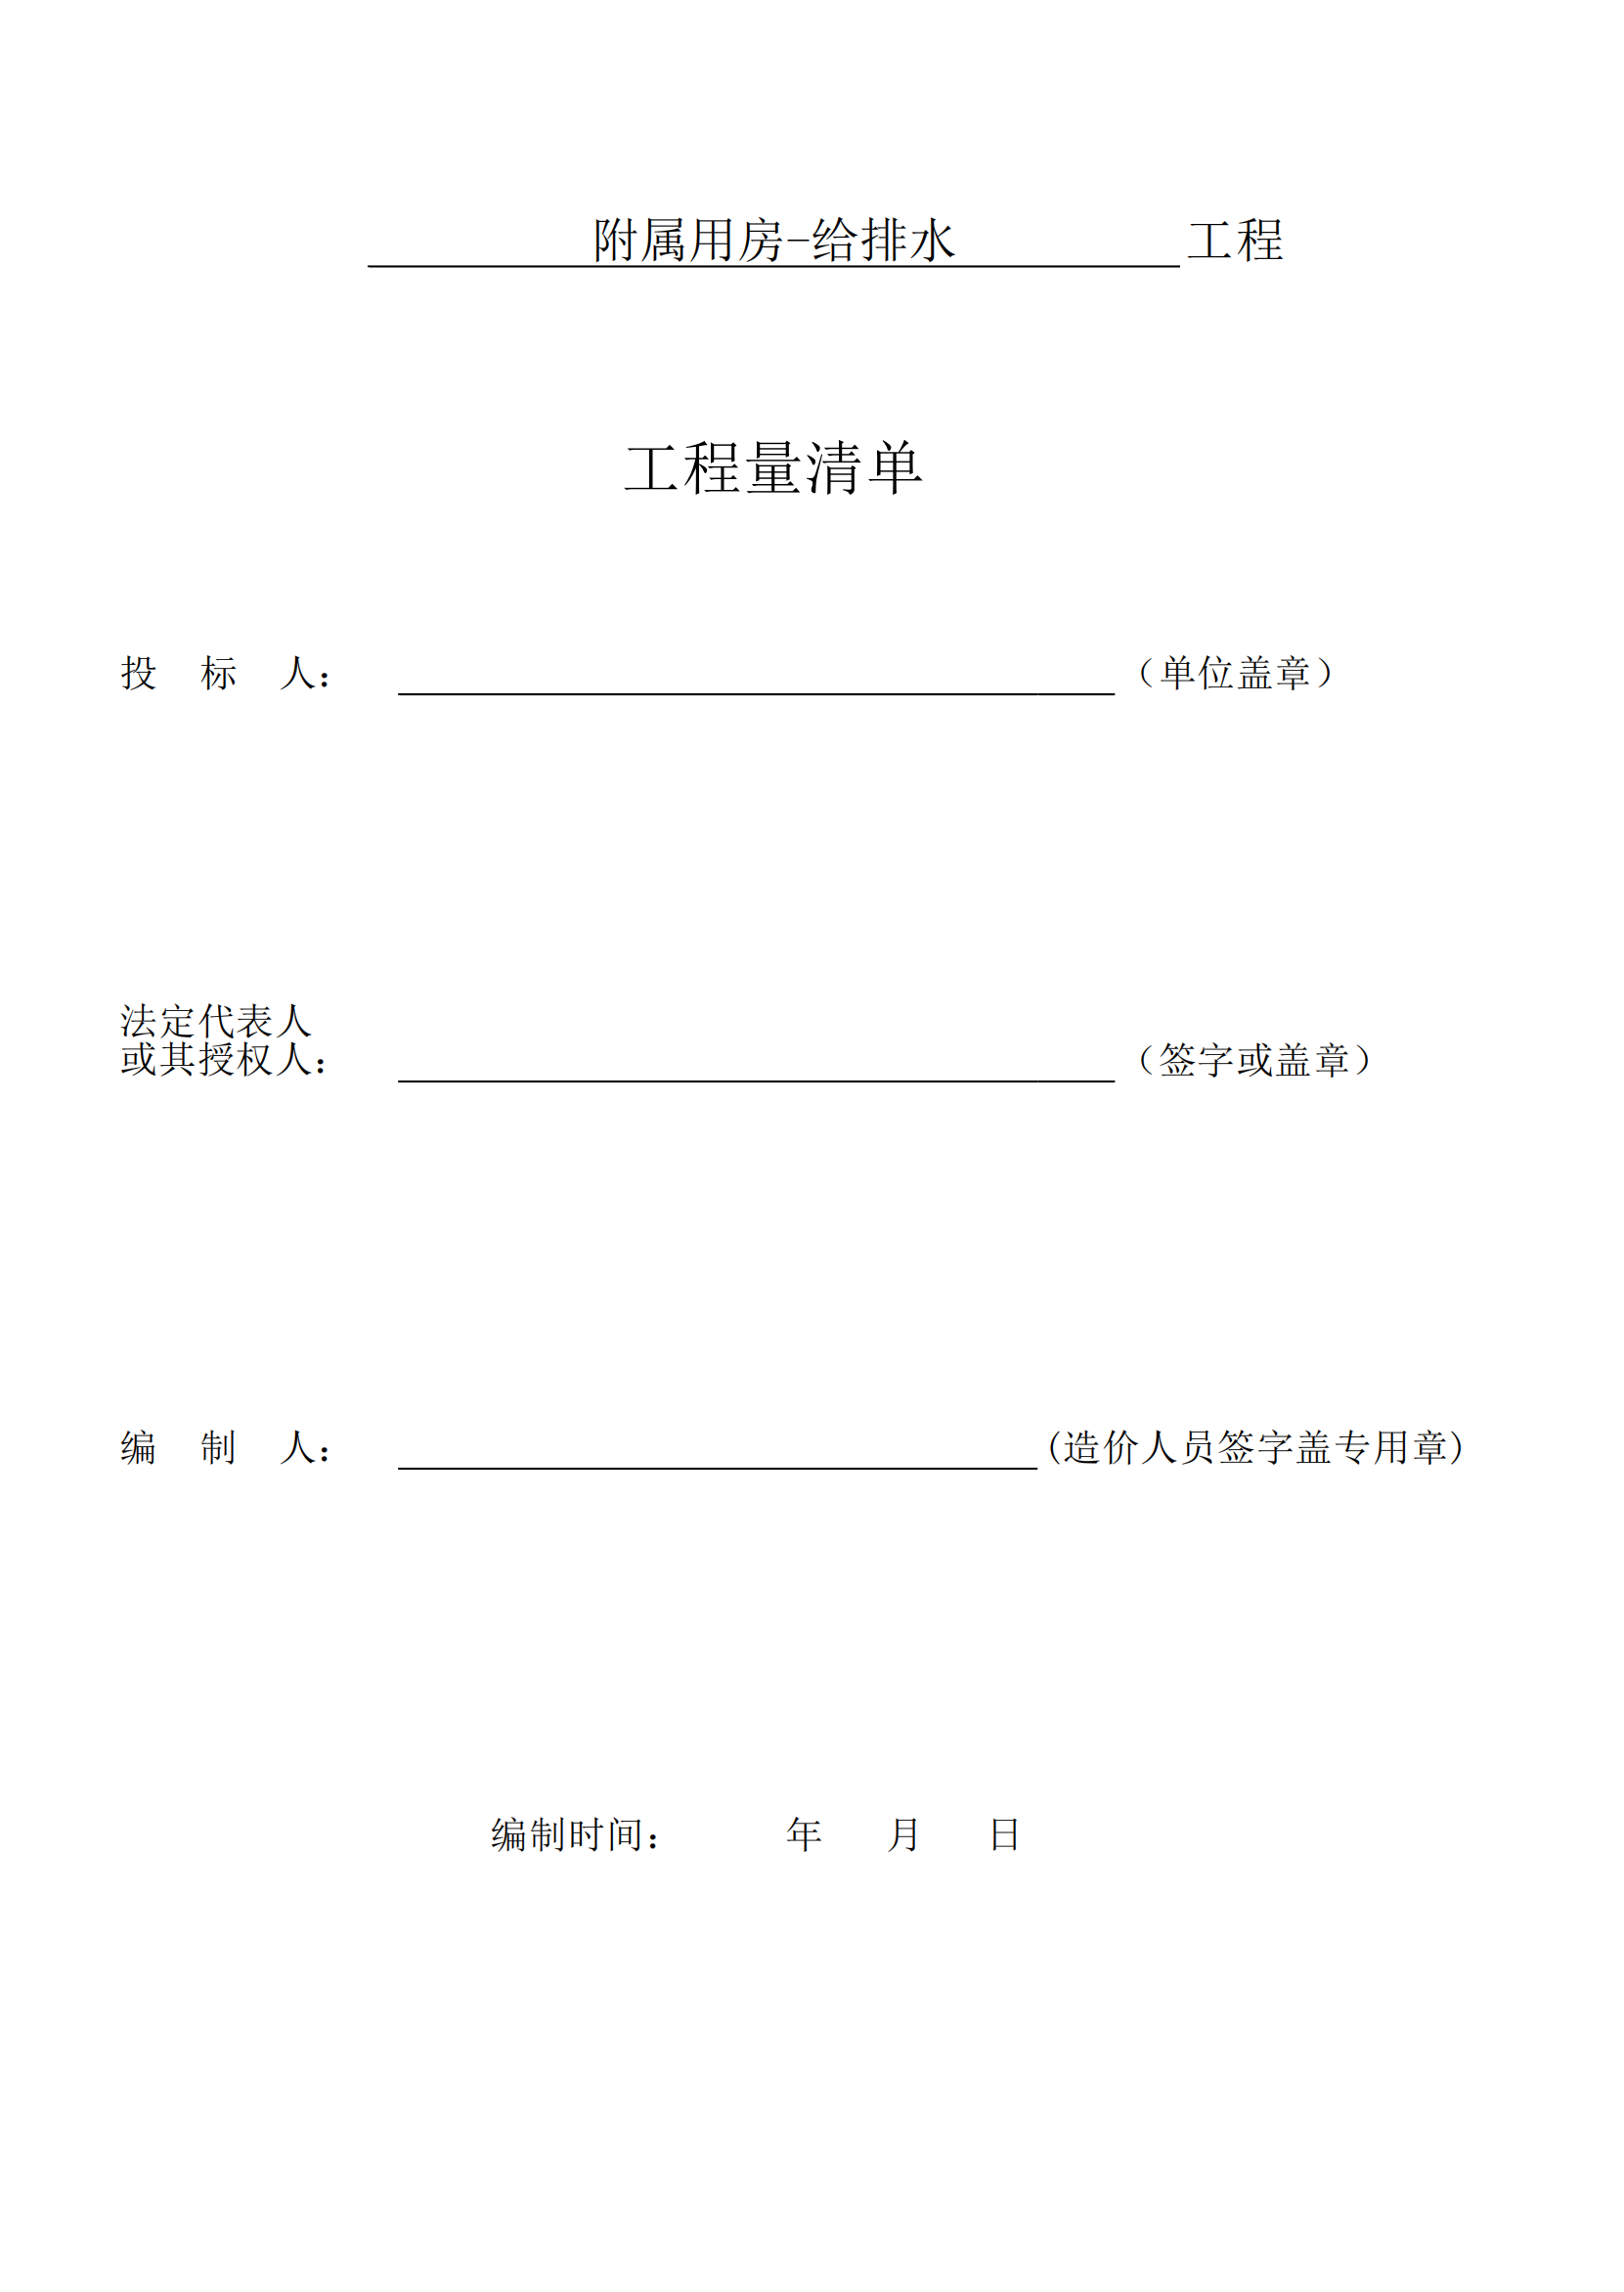 附属用房-给排水 工程
工程量清单
投 标 人： （单位盖章）
法定代表人
或其授权人： （签字或盖章）
编 制 人： (造价人员签字盖专用章)
编制时间： 年 月 日